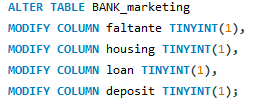 ALTER TABLE BANK_marketing
MODIFY COLUMN faltante TINYINT(1),
MODIFY COLUMN housing TINYINT(1),
MODIFY COLUMN loan TINYINT(1),
MODIFY COLUMN deposit TINYINT(1);